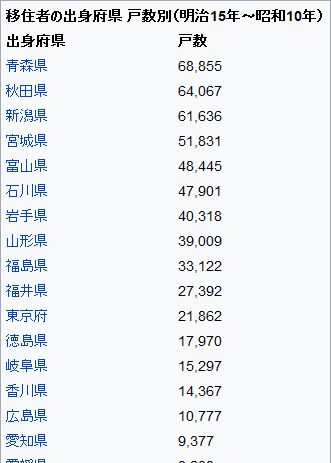 移住者の出身府県 戸数別(明治15年～昭和10年)
出身府県 戸数
青森県 68,855
秋田県 64,067
新潟県 61,636
宮城県 51,831
富山県 48,445
石川県 47,901
岩手県 40,318
山形県 39,009
福島県 33,122
福井県 27,392
東京府 21,862
徳島県 17,970
岐阜県 15,297
香川県 14,367
広島県 10,777
愛知県 9,377